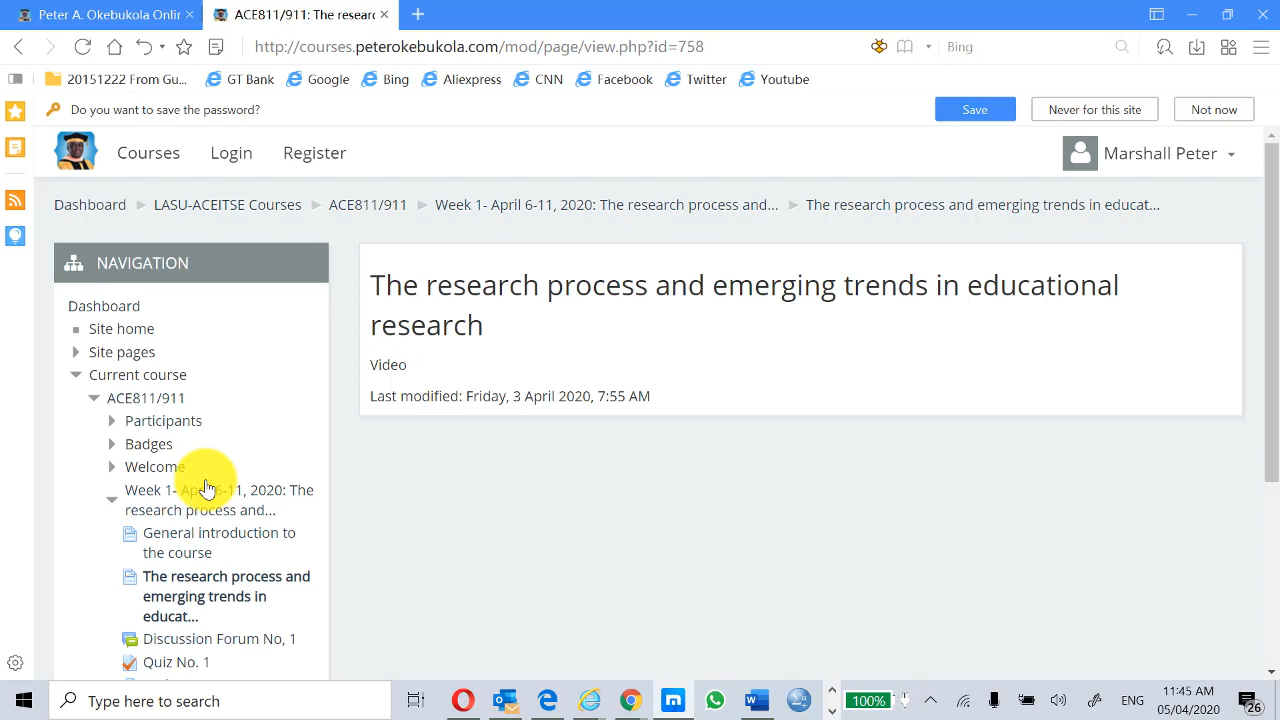 Peter A. Okebukola Onlin
ACE811/911: The researc
http://courses.peterokebukola.com/mod/page/view.php?id=758
Bing
20151222 From Gu...
GT Bank
Google
Bing
Aliexpress
CNN
Facebook
Twitter
Youtube
Do you want to save the password?
Save
Never for this site
Not now
Courses
Login
Register
Marshall Peter
Dashboard
LASU-ACEITSE Courses
ACE811/911
Week 1- April 6-11, 2020: The research process and...
The research process and emerging trends in educat...
NAVIGATION
Dashboard
Site home
Site pages
Current course
ACE811/911
Participants
Badges
Welcome
Week 1- April 6-11, 2020: The
research process and...
General introduction to
the course
The research process and
emerging trends in
educat...
Discussion Forum No, 1
Quiz No. 1
The research process and emerging trends in educational
research
Video
Last modified: Friday, 3 April 2020, 7:55 AM
Type here to search
100%
ENG
11:45 AM
05/04/2020
26